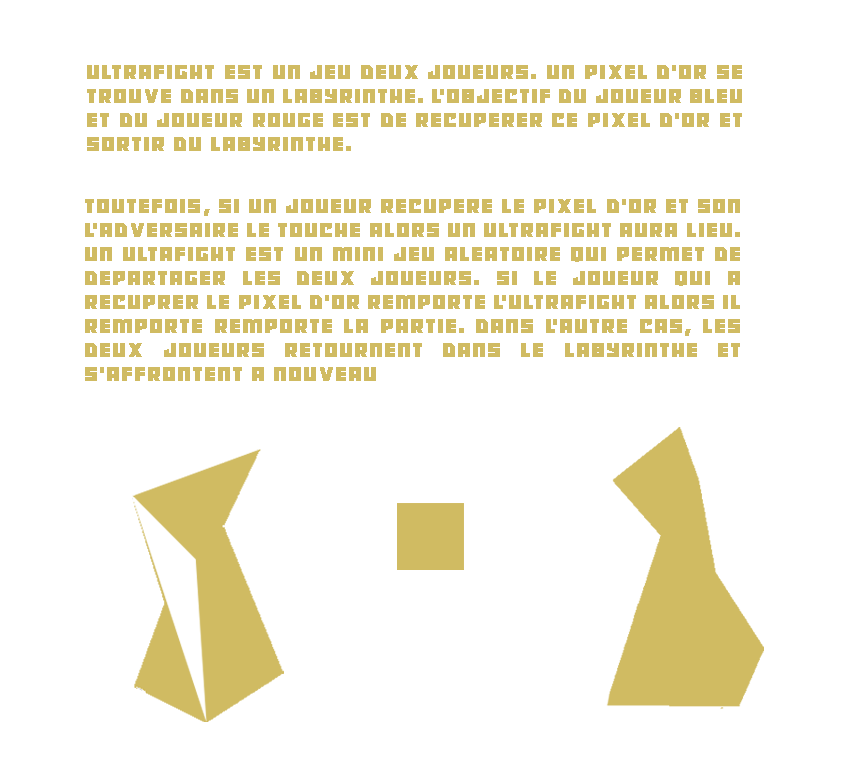 ULTRAFIGHT EST UN JEU DEUX JOUEURS. UN PIXEL D'OR SE
TROUVE DANS UN LABYRINTHE. L'OBJECTIF DU JOUEUR BLEU
ET DU JOUEUR ROUGE EST DE RECUPERER CE PIXEL D'OR ET
SORTIR DU LABYRINTHE.
TOUTEFOIS, SI UN JOUEUR RECUPERE LE PIXEL D'OR ET SON
L'ADVERSAIRE LE TOUCHE ALORS UN ULTRAFIGHT AURA LIEU.
UN ULTAFIGHT EST UN MINI JEU ALEATOIRE QUI PERMET DE
DEPARTAGER LES DEUX JOUEURS. SI LE JOUEUR QUI A
RECUPRER LE PIXEL D'OR REMPORTE L'ULTRAFIGHT ALORS IL
REMPORTE REMPORTE LA PARTIE. DANS L'AUTRE CAS, LES
DEUX JOUEURS RETOURNENT DANS LE LABYRINTHE ET
S'AFFRONTENT A NOUVEAU